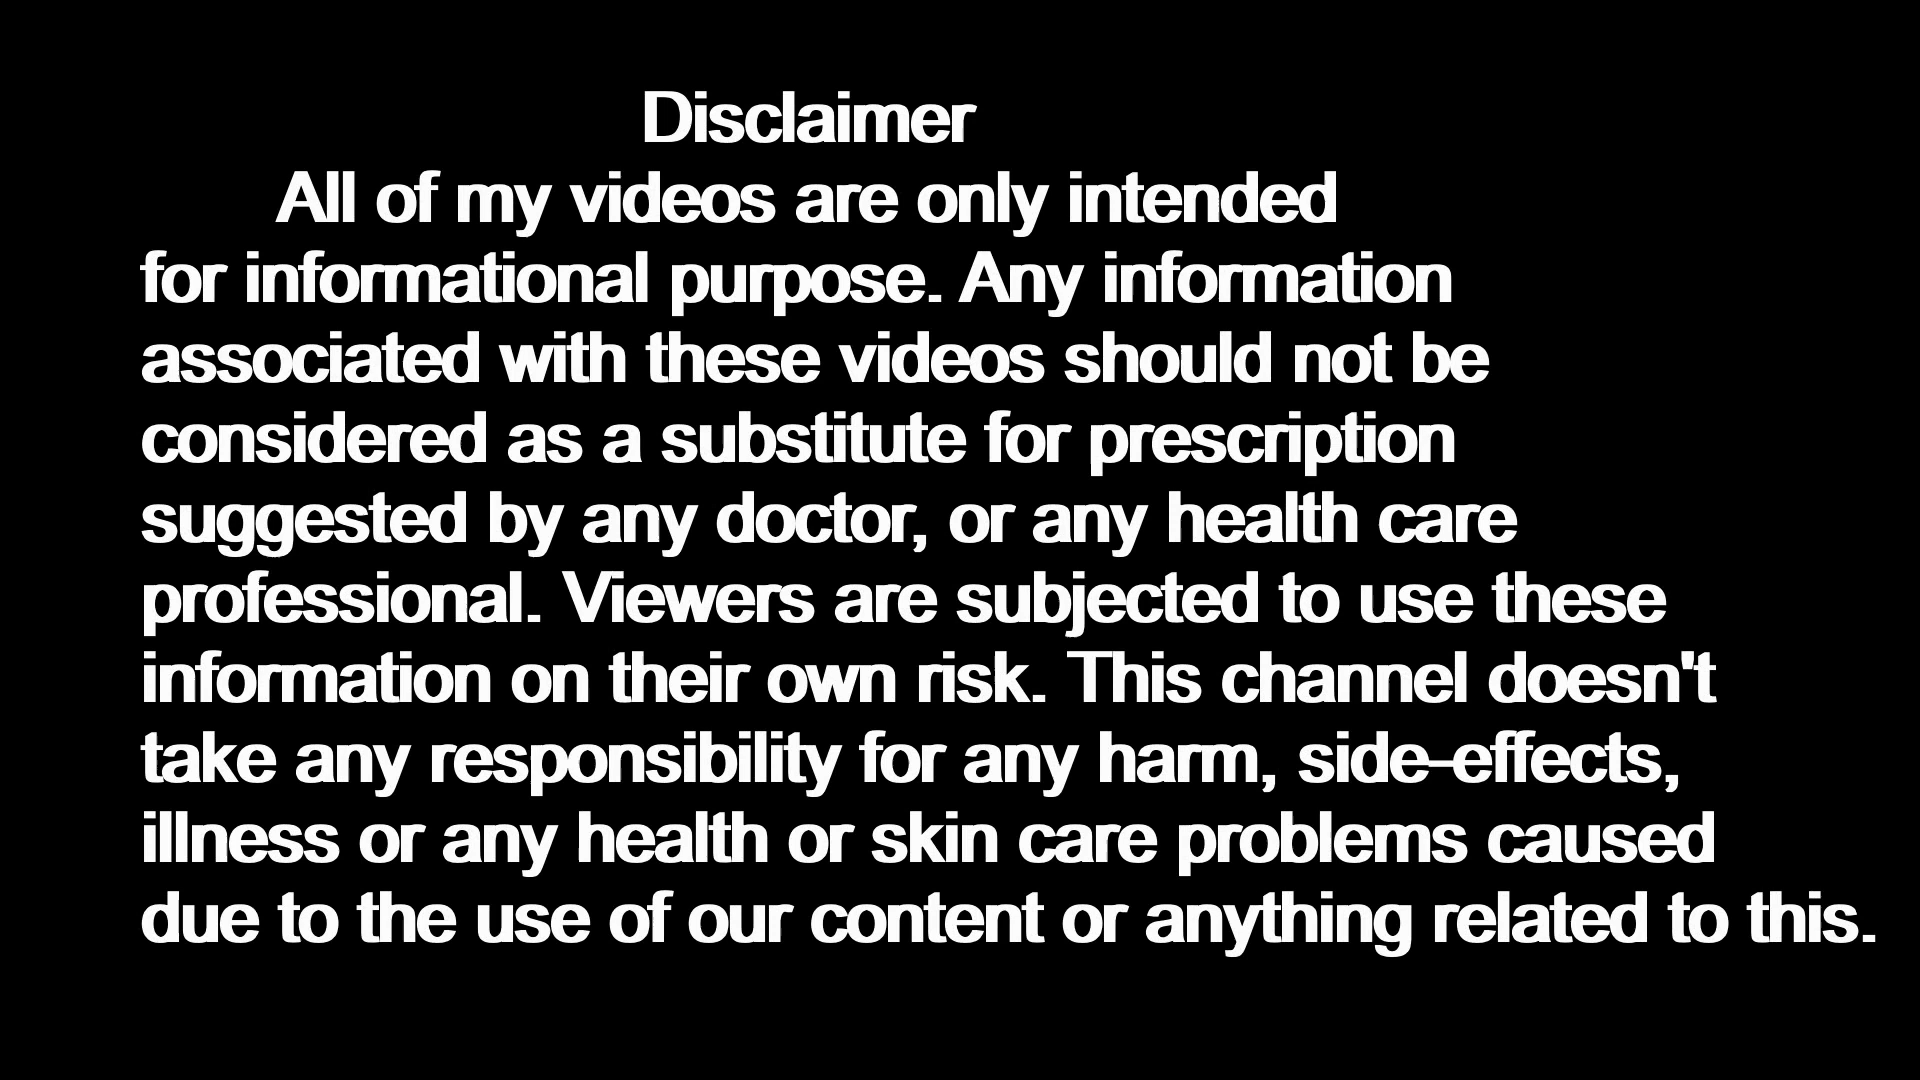 Disclaimer
All of my videos are only intended
for informational purpose. Any information
associated with these videos should not be
considered as a substitute for prescription
suggested by any doctor, or any health care
professional. Viewers are subjected to use these
information on their own risk. This channel doesn't
take any responsibility for any harm, side-effects,
illness or any health or skin care problems caused
due to the use of our content or anything related to this.